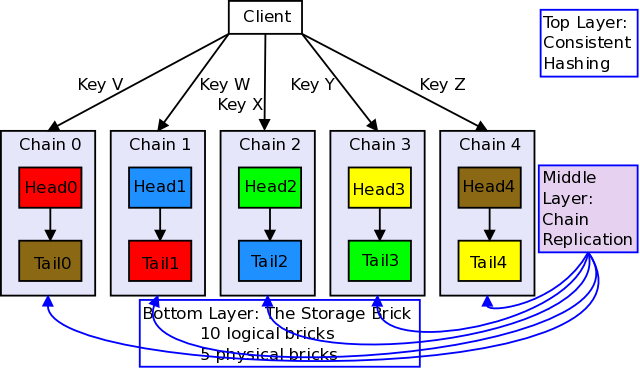 Client
Top Layer:
Consistent
Hashing
Key V
Key W
Key X
Key Y
Key Z
Chain 0
Chain 1
Chain 2
Chain 3
Chain 4
Head0
Head1
Head2
Head3
Head4
Middle
Layer:
Chain
Replication
Tail0
Tail1
Tail2
Tail3
Tail4
Bottom Layer: The Storage Brick
10 logical bricks
5 physical bricks